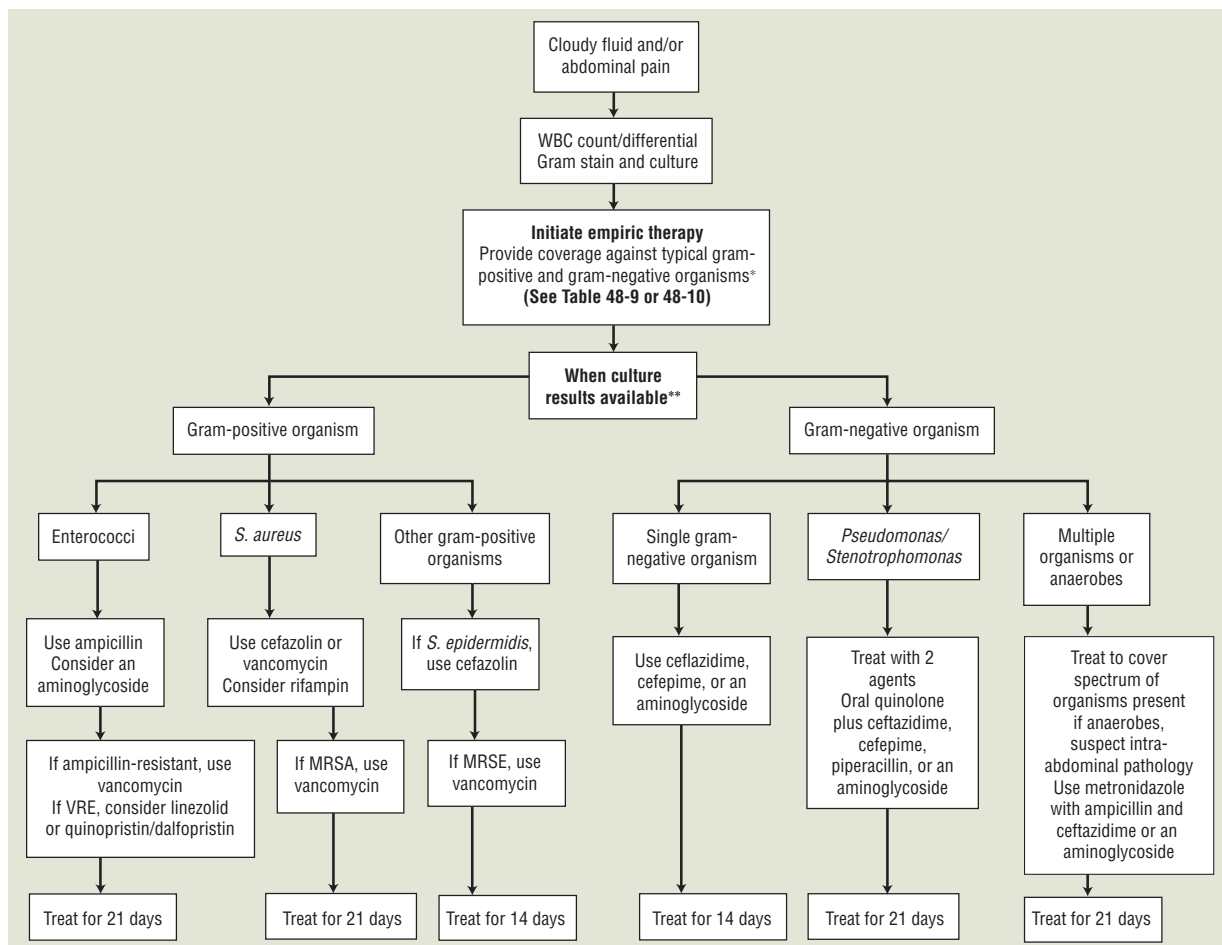 Cloudy fluid and/or
abdominal pain
WBC count/differential
Gram stain and culture
Initiate empiric therapy
Provide coverage against typical gram-
positive and gram-negative organisms*
(See Table 48-9 or 48-10)
When culture
results available**
Gram-positive organism
Gram-negative organism
Enterococci
S. aureus
Other gram-positive
organisms
Single gram-
negative organism
Pseudomonas/
Stenotrophomonas
Multiple
organisms or
anaerobes
Use ampicillin
Consider an
aminoglycoside
Use cefazolin or
vancomycin
Consider rifampin
If S. epidermidis,
use cefazolin
Use ceflazidime,
cefepime, or an
aminoglycoside
Treat with 2
agents
Oral quinolone
plus ceftazidime,
cefepime,
piperacillin, or an
aminoglycoside
Treat to cover
spectrum of
organisms present
if anaerobes,
suspect intra-
abdominal pathology
Use metronidazole
with ampicillin and
ceftazidime or an
aminoglycoside
If ampicillin-resistant, use
vancomycin
If VRE, consider linezolid
or quinopristin/dalfopristin
If MRSA, use
vancomycin
If MRSE, use
vancomycin
Treat for 21 days
Treat for 21 days
Treat for 14 days
Treat for 14 days
Treat for 21 days
Treat for 21 days